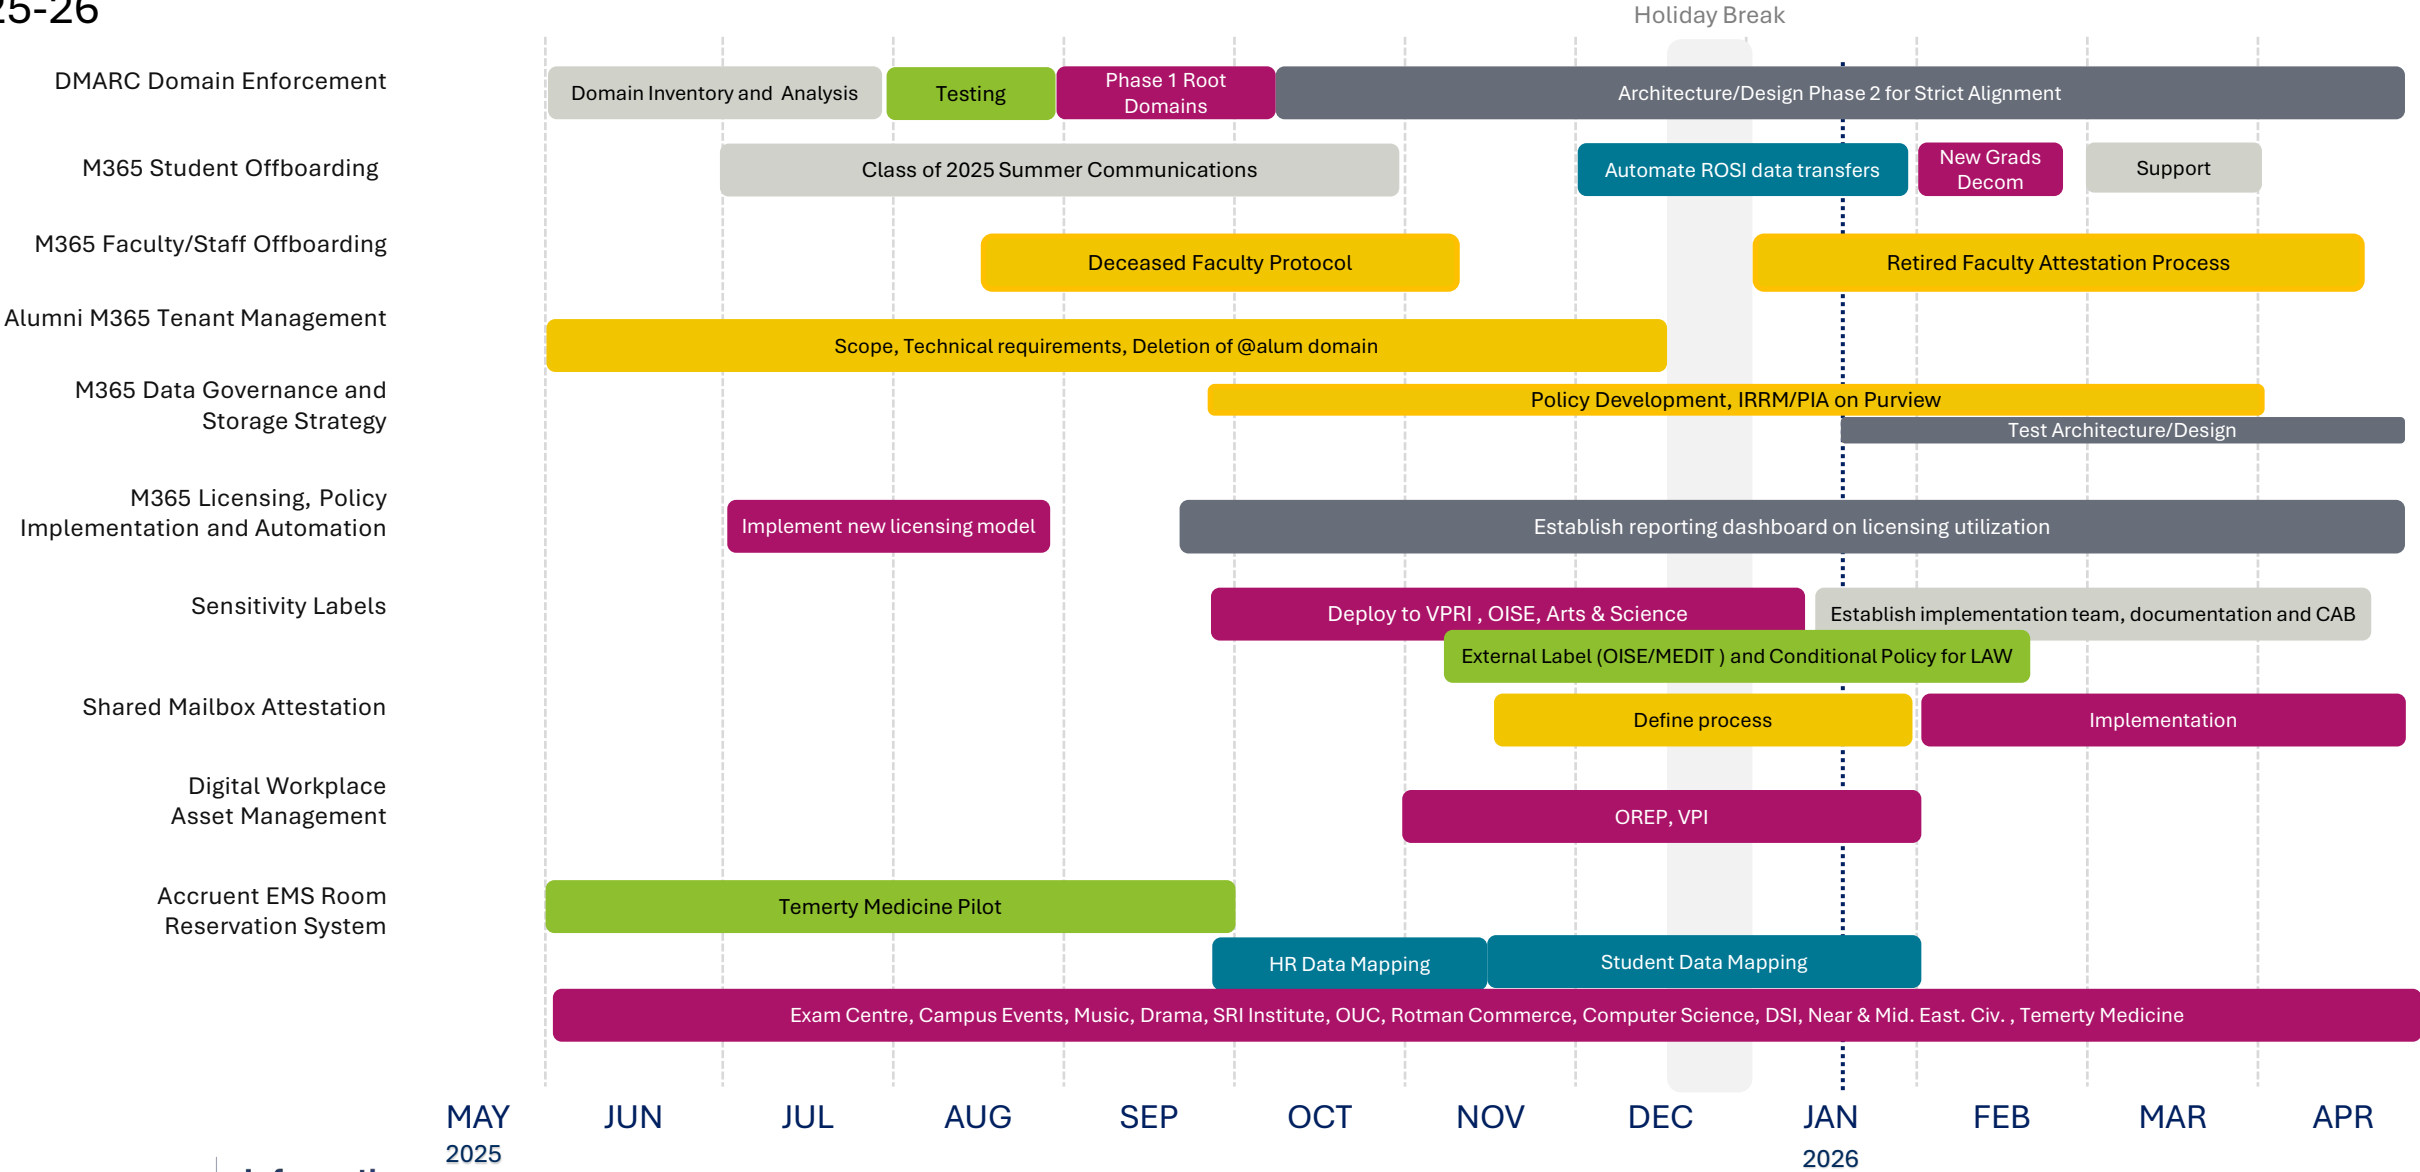 25-26
Holiday Break
DMARC Domain Enforcement
Domain Inventory and Analysis
Testing
Phase 1 Root
Domains
Architecture/Design Phase 2 for Strict Alignment
M365 Student Offboarding
Class of 2025 Summer Communications
Automate ROSI data transfers
New Grads
Decom
Support
M365 Faculty/Staff Offboarding
Deceased Faculty Protocol
Retired Faculty Attestation Process
Alumni M365 Tenant Management
Scope, Technical requirements, Deletion of @alum domain
M365 Data Governance and
Storage Strategy
Policy Development, IRRM/PIA on Purview
Test Architecture/Design
M365 Licensing, Policy
Implementation and Automation
Implement new licensing model
Establish reporting dashboard on licensing utilization
Sensitivity Labels
Deploy to VPRI , OISE, Arts & Science
Establish implementation team, documentation and CAB
External Label (OISE/MEDIT ) and Conditional Policy for LAW
Shared Mailbox Attestation
Define process
Implementation
Digital Workplace
Asset Management
OREP, VPI
Accruent EMS Room
Reservation System
Temerty Medicine Pilot
HR Data Mapping
Student Data Mapping
Exam Centre, Campus Events, Music, Drama, SRI Institute, OUC, Rotman Commerce, Computer Science, DSI, Near & Mid. East. Civ. , Temerty Medicine
MAY JUN JUL AUG SEP OCT NOV DEC JAN FEB MAR APR
2025 2026